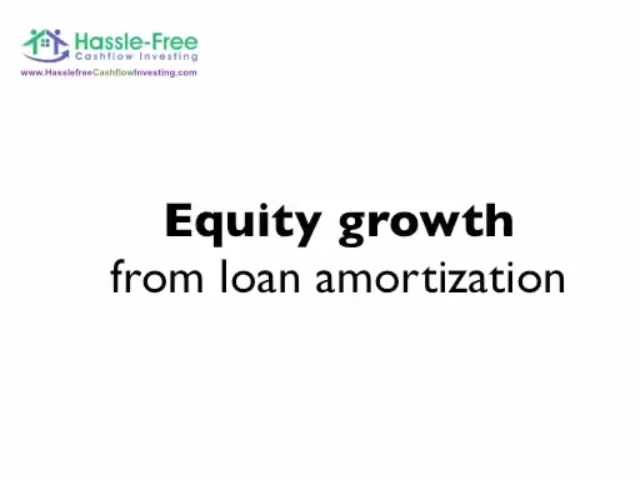 Hassle-Free
Cashflow Investing
www.HasslefreeCashflowInvesting.com
Equity growth
from loan amortization